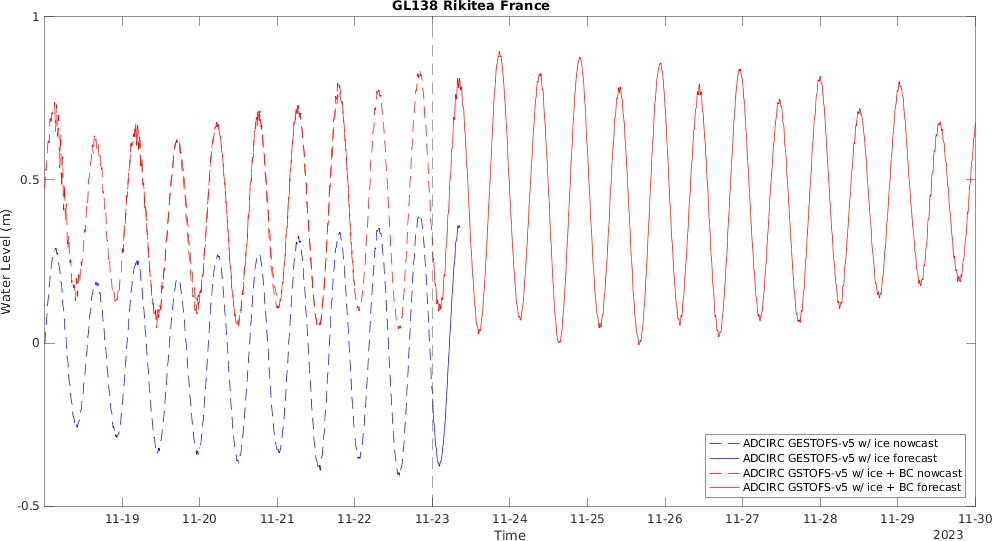 GL138 Rikitea France
1
0.5
0
-0.5
Water Level (m)
11-19 11-20 11-21 11-22 11-23 11-24 11-25 11-26 11-27 11-28 11-29 11-30
Time
2023
ADCIRC GESTOFS-v5 w/ ice nowcast
ADCIRC GESTOFS-v5 w/ ice forecast
ADCIRC GSTOFS-v5 w/ ice + BC nowcast
ADCIRC GSTOFS-v5 w/ ice + BC forecast